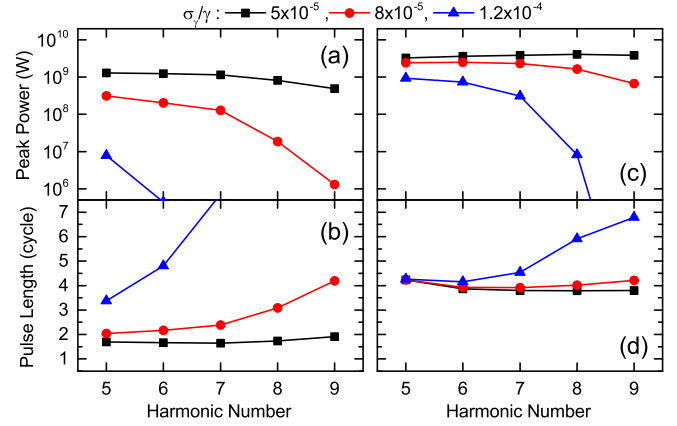 σγ/γ : 5x10⁻⁵ , 8x10⁻⁵, 1.2x10⁻⁴
Peak Power (W)
10¹⁰
10⁹
10⁸
10⁷
10⁶
(a)
(c)
Pulse Length (cycle)
7
6
5
4
3
2
1
(b)
(d)
5 6 7 8 9 5 6 7 8 9
Harmonic Number Harmonic Number